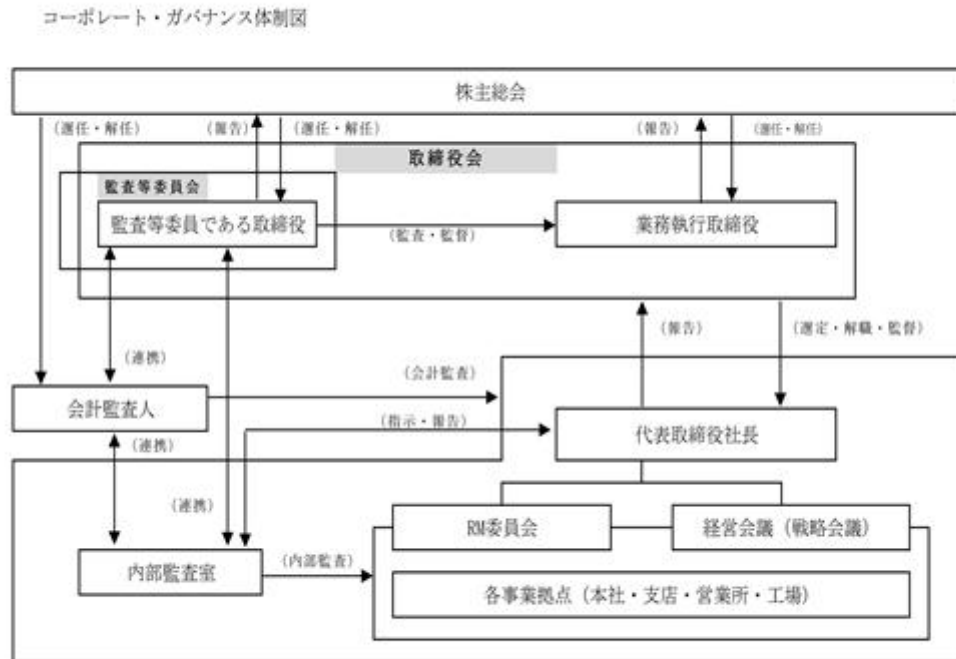 コーポレート・ガバナンス体制図
株主総会
(選任・解任)
(報告)
(選任・解任)
(報告)
(選任・解任)
取締役会
監査等委員会
監査等委員である取締役
(監査・監督)
業務執行取締役
(連携)
(報告)
(選定・解職・監督)
(会計監査)
会計監査人
(指示・報告)
代表取締役社長
(連携)
(連携)
RM委員会
経営会議(戦略会議)
内部監査室
(内部監査)
各事業拠点(本社・支店・営業所・工場)